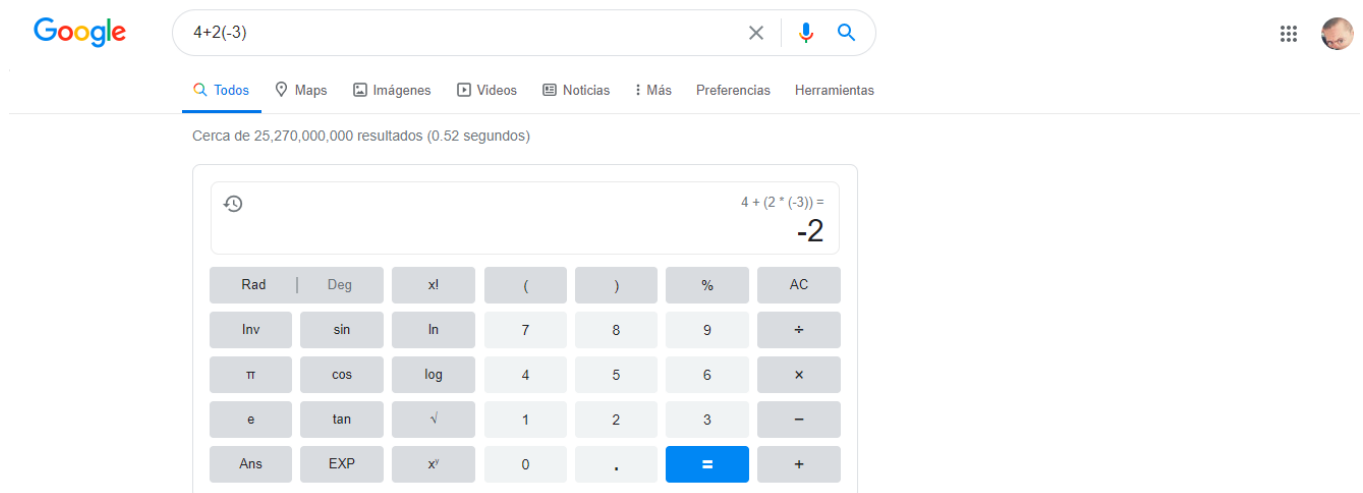 Google 4+2(-3)
Todos Maps Imágenes Videos Noticias Más Preferencias Herramientas
Cerca de 25,270,000,000 resultados (0.52 segundos)
4 + (2 * (-3)) =
-2
Rad | Deg x! ( ) % AC
Inv sin ln 7 8 9 ÷
π cos log 4 5 6 ×
e tan √ 1 2 3 −
Ans EXP xʸ 0 . = +